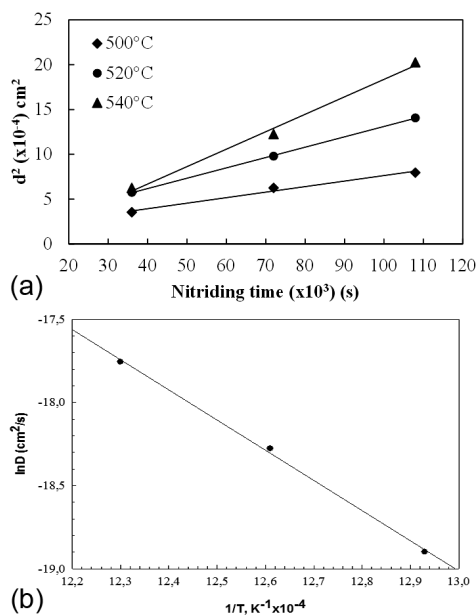 25
20
15
10
5
0
d² (x10⁻⁴) cm²
500°C
520°C
540°C
20 30 40 50 60 70 80 90 100 110 120
Nitriding time (x10³) (s)
(a)
-17,5
-18,0
-18,5
-19,0
lnD (cm²/s)
12,2 12,3 12,4 12,5 12,6 12,7 12,8 12,9 13,0
1/T, K⁻¹x10⁻⁴
(b)